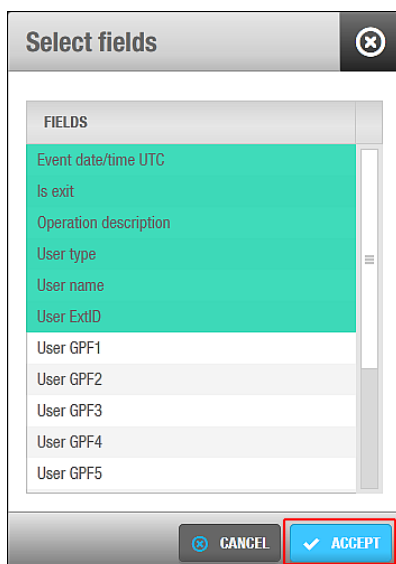 Select fields
FIELDS
Event date/time UTC
Is exit
Operation description
User type
User name
User ExtID
User GPF1
User GPF2
User GPF3
User GPF4
User GPF5
CANCEL ACCEPT